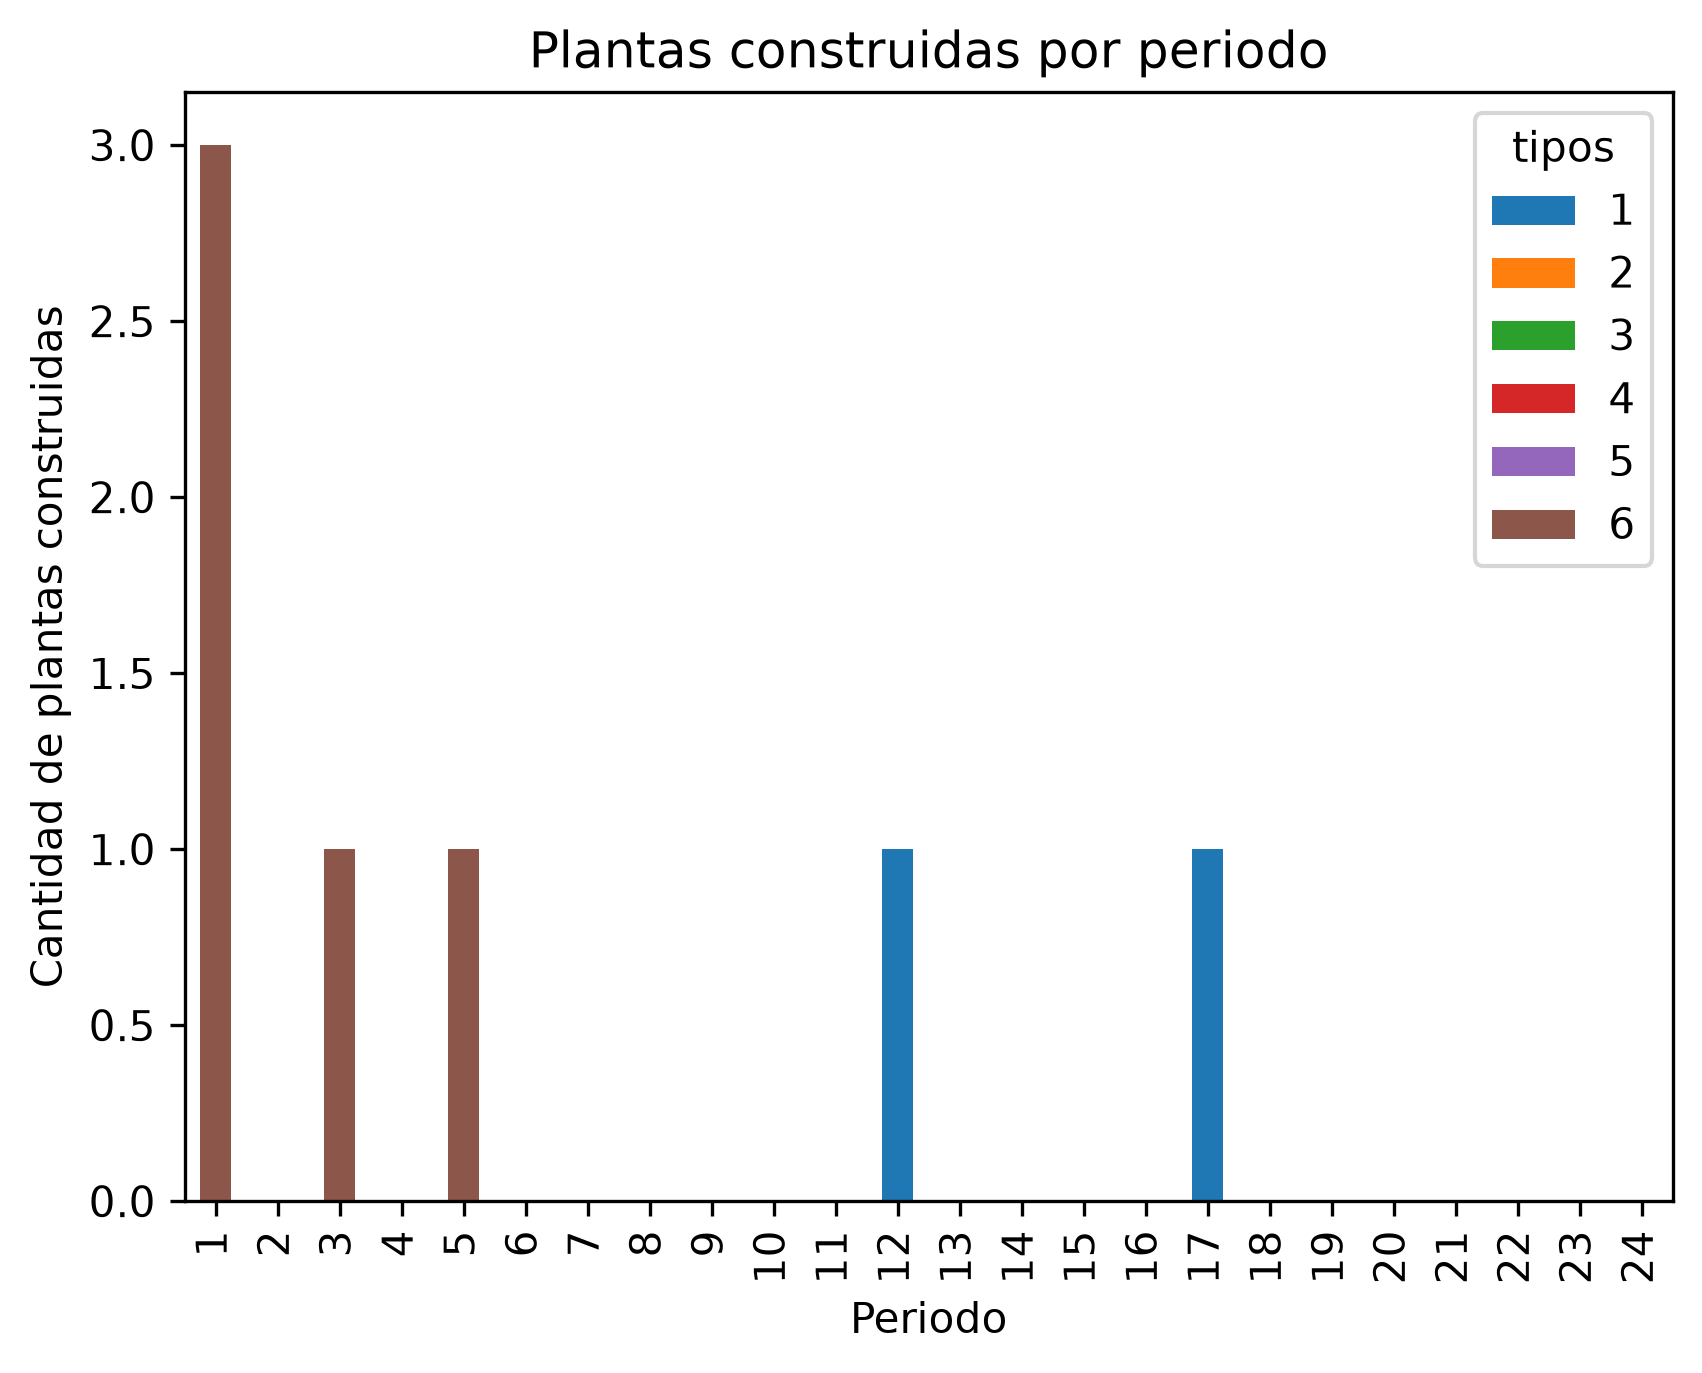 Plantas construidas por periodo
3.0
2.5
2.0
1.5
1.0
0.5
0.0
Cantidad de plantas construidas
tipos
1
2
3
4
5
6
1 2 3 4 5 6 7 8 9 10 11 12 13 14 15 16 17 18 19 20 21 22 23 24
Periodo